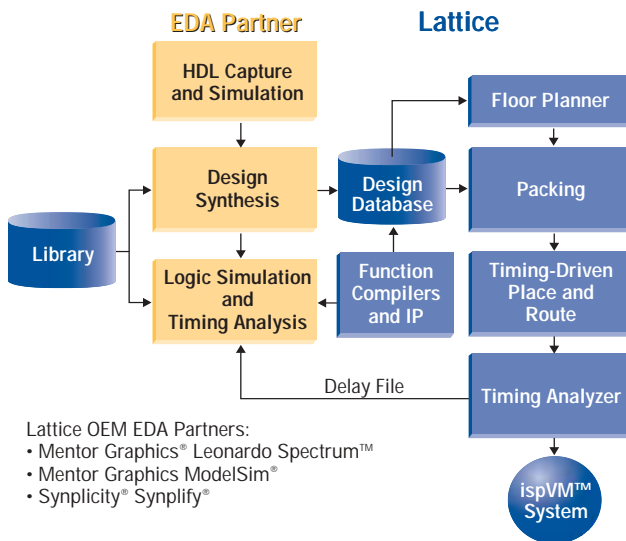 EDA Partner
Lattice
HDL Capture
and Simulation
Floor Planner
Design
Synthesis
Design
Database
Packing
Library
Logic Simulation
and
Timing Analysis
Function
Compilers
and IP
Timing-Driven
Place and
Route
Delay File
Timing Analyzer
Lattice OEM EDA Partners:
• Mentor Graphics® Leonardo Spectrum™
• Mentor Graphics ModelSim®
• Synplicity® Synplify®
ispVM™
System